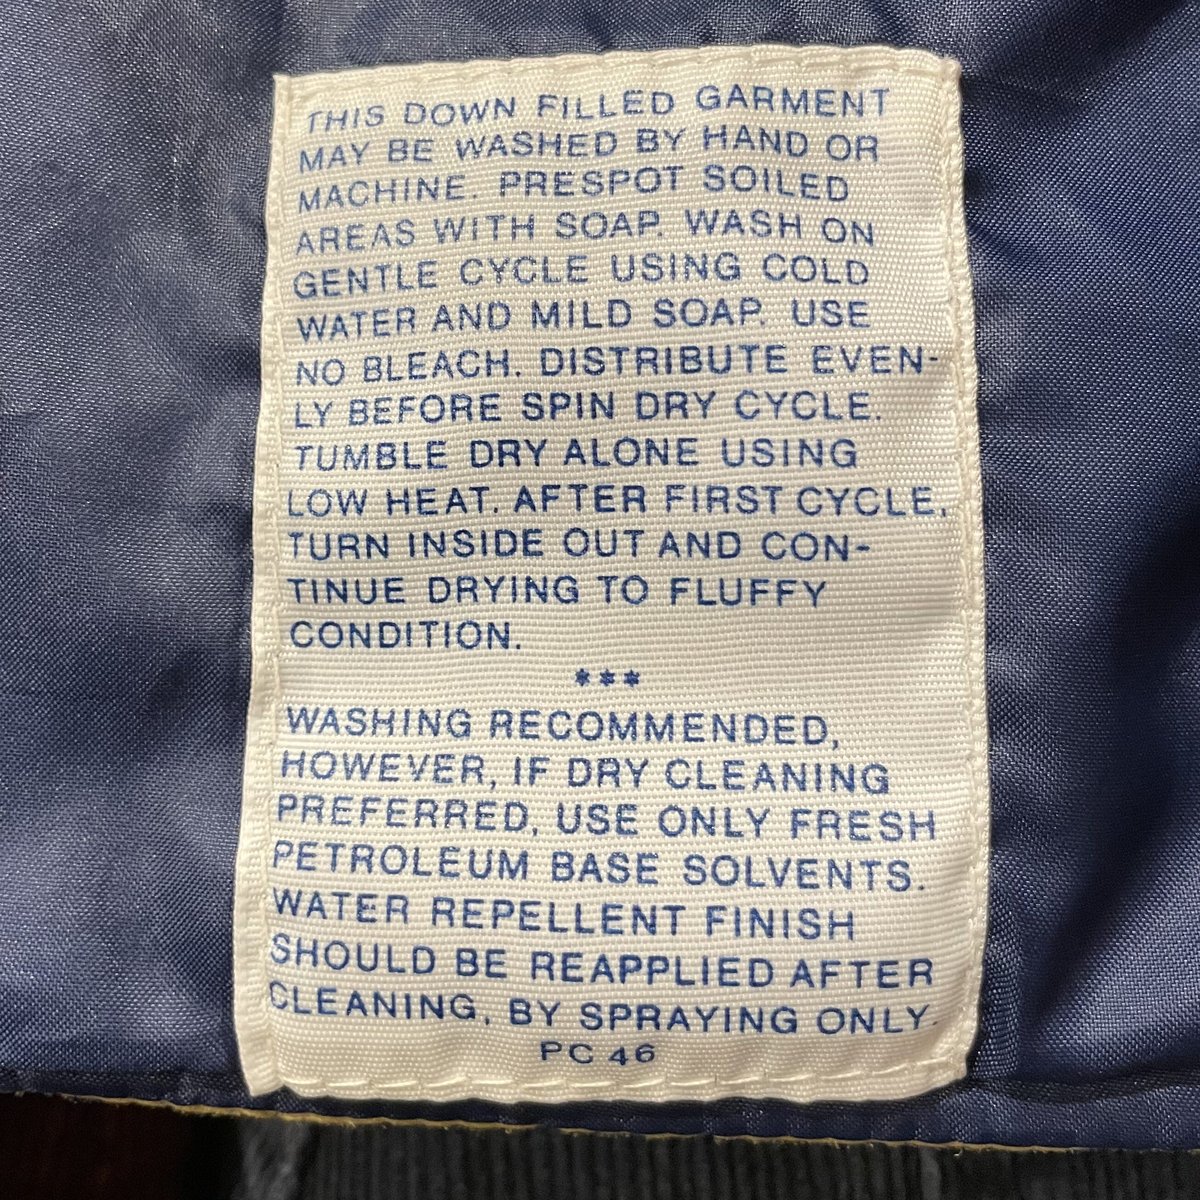 THIS DOWN FILLED GARMENT
MAY BE WASHED BY HAND OR
MACHINE. PRESPOT SOILED
AREAS WITH SOAP. WASH ON
GENTLE CYCLE USING COLD
WATER AND MILD SOAP. USE
NO BLEACH. DISTRIBUTE EVEN-
LY BEFORE SPIN DRY CYCLE.
TUMBLE DRY ALONE USING
LOW HEAT. AFTER FIRST CYCLE,
TURN INSIDE OUT AND CON-
TINUE DRYING TO FLUFFY
CONDITION.
***
WASHING RECOMMENDED,
HOWEVER, IF DRY CLEANING
PREFERRED, USE ONLY FRESH
PETROLEUM BASE SOLVENTS.
WATER REPELLENT FINISH
SHOULD BE REAPPLIED AFTER
CLEANING, BY SPRAYING ONLY.
PC 46